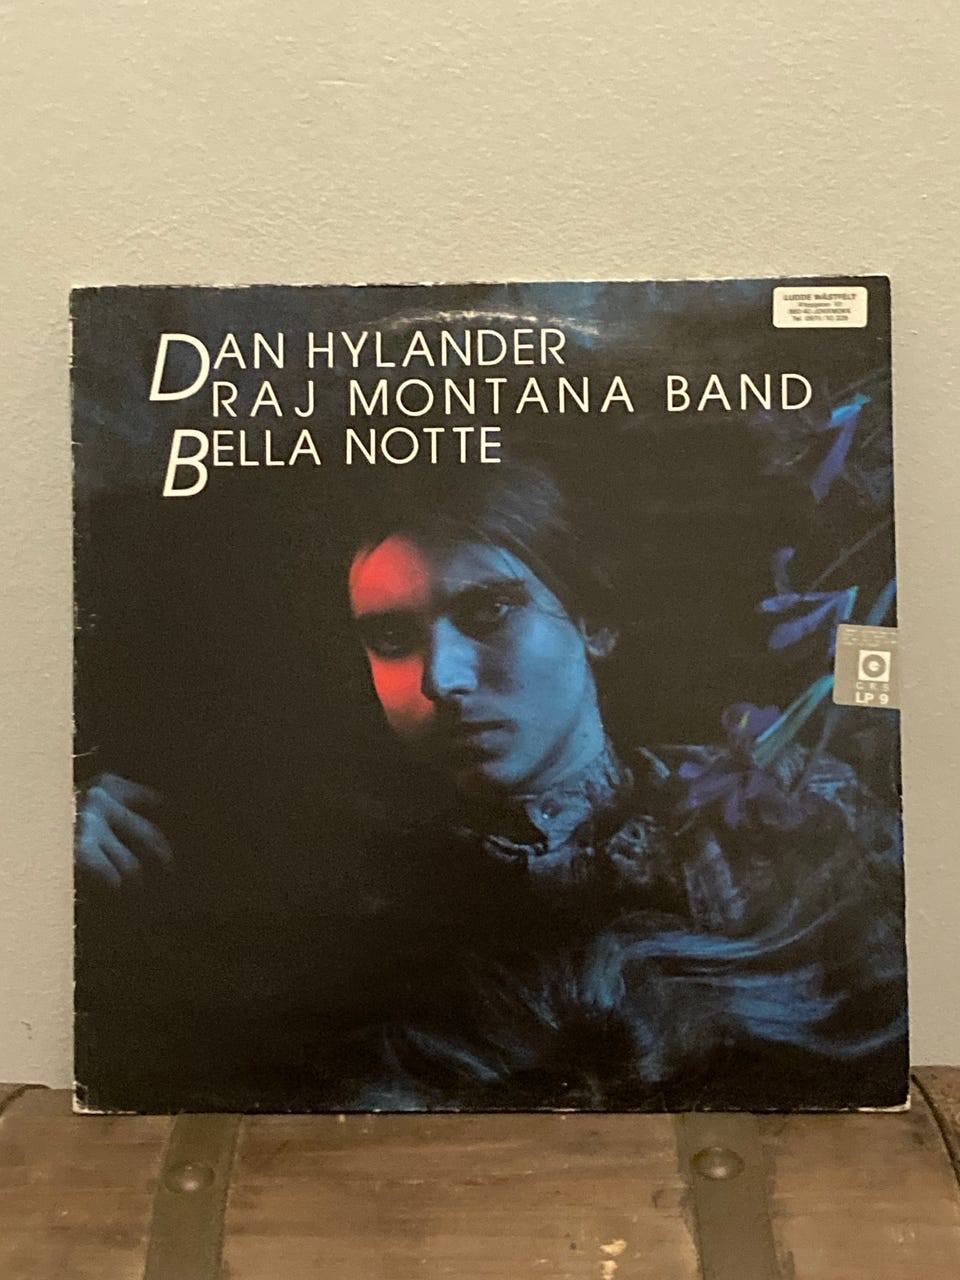 LUDDE WÄSTFELT
DAN HYLANDER
RAJ MONTANA BAND
BELLA NOTTE
G K S
LP 9